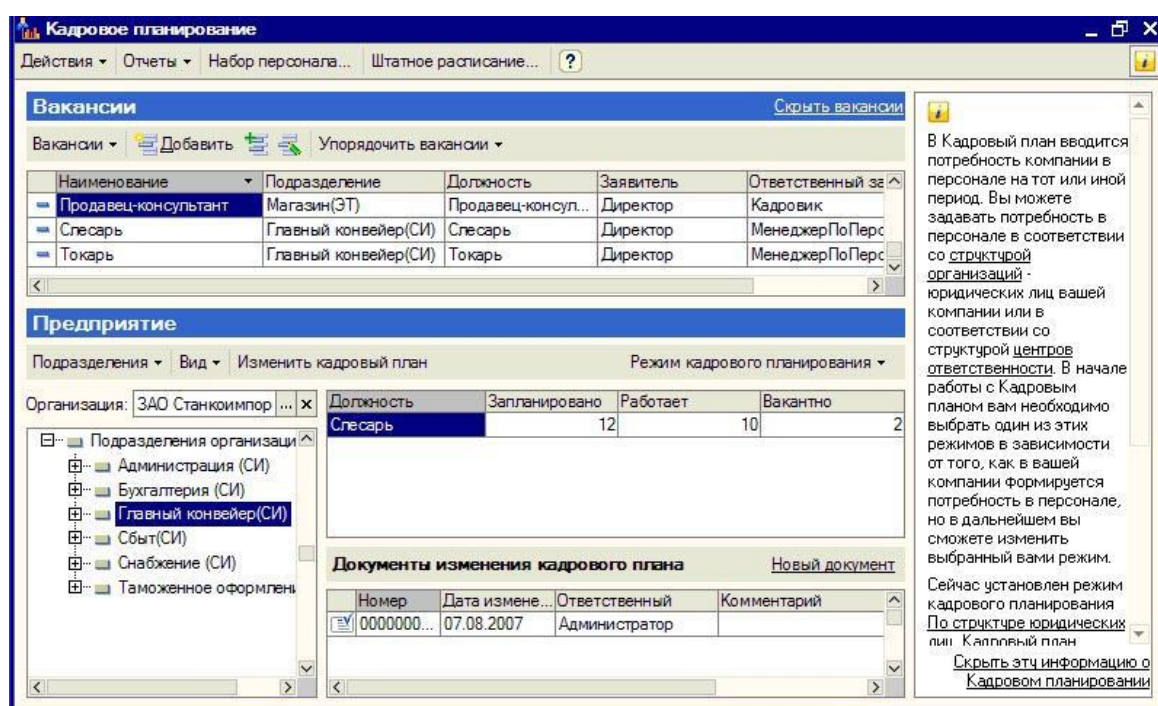 Кадровое планирование
Действия Отчеты Набор персонала... Штатное расписание... ?
Вакансии Скрыть вакансии
Вакансии Добавить Упорядочить вакансии
Наименование Подразделение Должность Заявитель Ответственный за
Продавец-консультант Магазин(ЭТ) Продавец-консул... Директор Кадровик
Слесарь Главный конвейер(СИ) Слесарь Директор МенеджерПоПерс
Токарь Главный конвейер(СИ) Токарь Директор МенеджерПоПерс
Предприятие
Подразделения Вид Изменить кадровый план Режим кадрового планирования
Организация: ЗАО Станкоимпор ... x
Должность Запланировано Работает Вакантно
Слесарь 12 10 2
Подразделения организаци
Администрация (СИ)
Бухгалтерия (СИ)
Главный конвейер(СИ)
Сбыт(СИ)
Снабжение (СИ)
Таможенное оформлени
Документы изменения кадрового плана Новый документ
Номер Дата измене... Ответственный Комментарий
0000000... 07.08.2007 Администратор
В Кадровый план вводится
потребность компании в
персонале на тот или иной
период. Вы можете
задавать потребность в
персонале в соответствии
со структурой
организаций -
юридических лиц вашей
компании или в
соответствии со
структурой центров
ответственности. В начале
работы с Кадровым
планом вам необходимо
выбрать один из этих
режимов в зависимости
от того, как в вашей
компании формируется
потребность в персонале,
но в дальнейшем вы
сможете изменить
выбранный вами режим.
Сейчас установлен режим
кадрового планирования
По структуре юридических
лиц. Кадровый план
Скрыть эту информацию о
Кадровом планировании